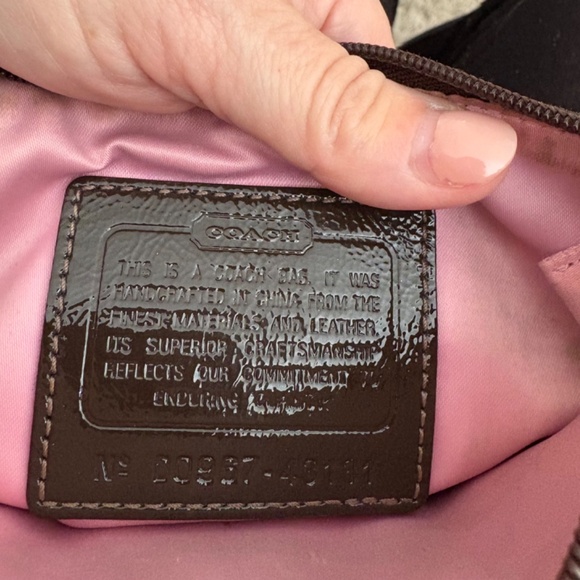 COACH
THIS IS A COACH BAG. IT WAS
HANDCRAFTED IN CHINA FROM THE
FINEST MATERIALS AND LEATHER.
ITS SUPERIOR CRAFTSMANSHIP
REFLECTS OUR COMMITMENT TO
ENDURING
Nº